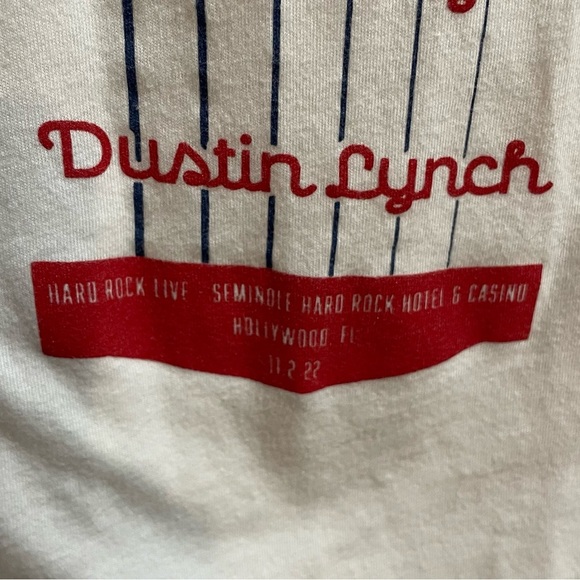 Dustin Lynch
HARD ROCK LIVE - SEMINOLE HARD ROCK HOTEL & CASINO
HOLLYWOOD, FL
11.2.22